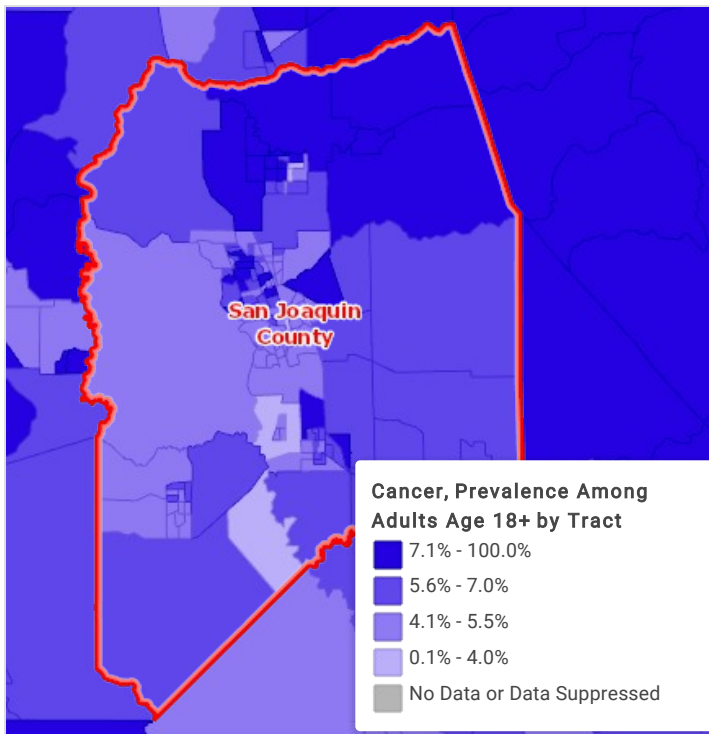 San Joaquin
County
Cancer, Prevalence Among
Adults Age 18+ by Tract
7.1% - 100.0%
5.6% - 7.0%
4.1% - 5.5%
0.1% - 4.0%
No Data or Data Suppressed